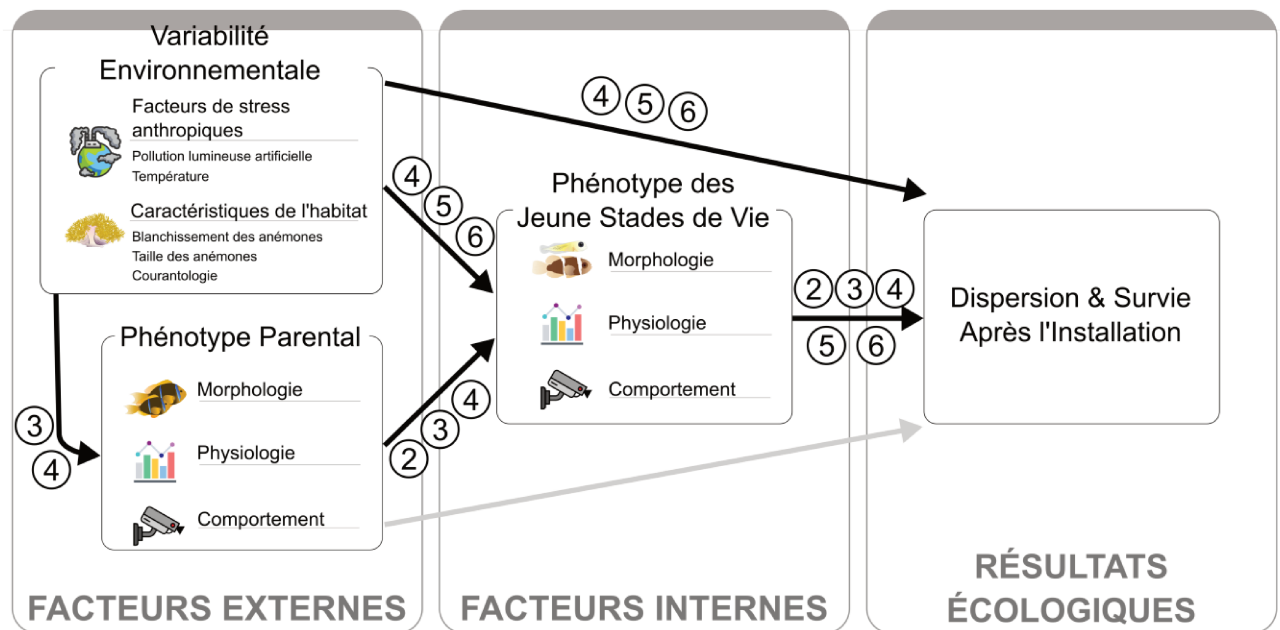 Variabilité
Environnementale
Facteurs de stress
anthropiques
Pollution lumineuse artificielle
Température
Caractéristiques de l'habitat
Blanchissement des anémones
Taille des anémones
Courantologie
3
4
Phénotype Parental
Morphologie
Physiologie
Comportement
FACTEURS EXTERNES
4 5 6
4
5
6
2
3
4
Phénotype des
Jeune Stades de Vie
Morphologie
Physiologie
Comportement
FACTEURS INTERNES
2 3 4
5 6
Dispersion & Survie
Après l'Installation
RÉSULTATS
ÉCOLOGIQUES